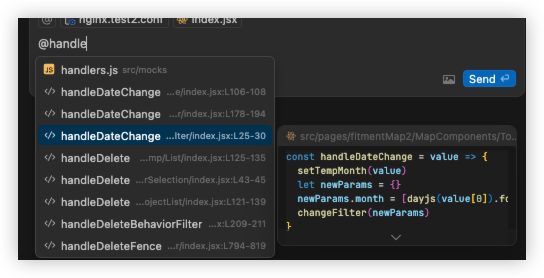 @ nginx.test2.conf index.jsx
@handle
JS handlers.js src/mocks
</> handleDateChange ...e/index.jsx:L106-108
</> handleDateChange ...r/index.jsx:L178-194
</> handleDateChange ...lter/index.jsx:L25-30
</> handleDelete ...mp/List/index.jsx:L125-135
</> handleDelete ...rSelection/index.jsx:L43-45
</> handleDelete ...ojectList/index.jsx:L121-139
</> handleDeleteBehaviorFilter ...x:L209-211
</> handleDeleteFence ...r/index.jsx:L794-819
Send
src/pages/fitmentMap2/MapComponents/To...
const handleDateChange = value => {
setTempMonth(value)
let newParams = {}
newParams.month = [dayjs(value[0]).fo
changeFilter(newParams)
}